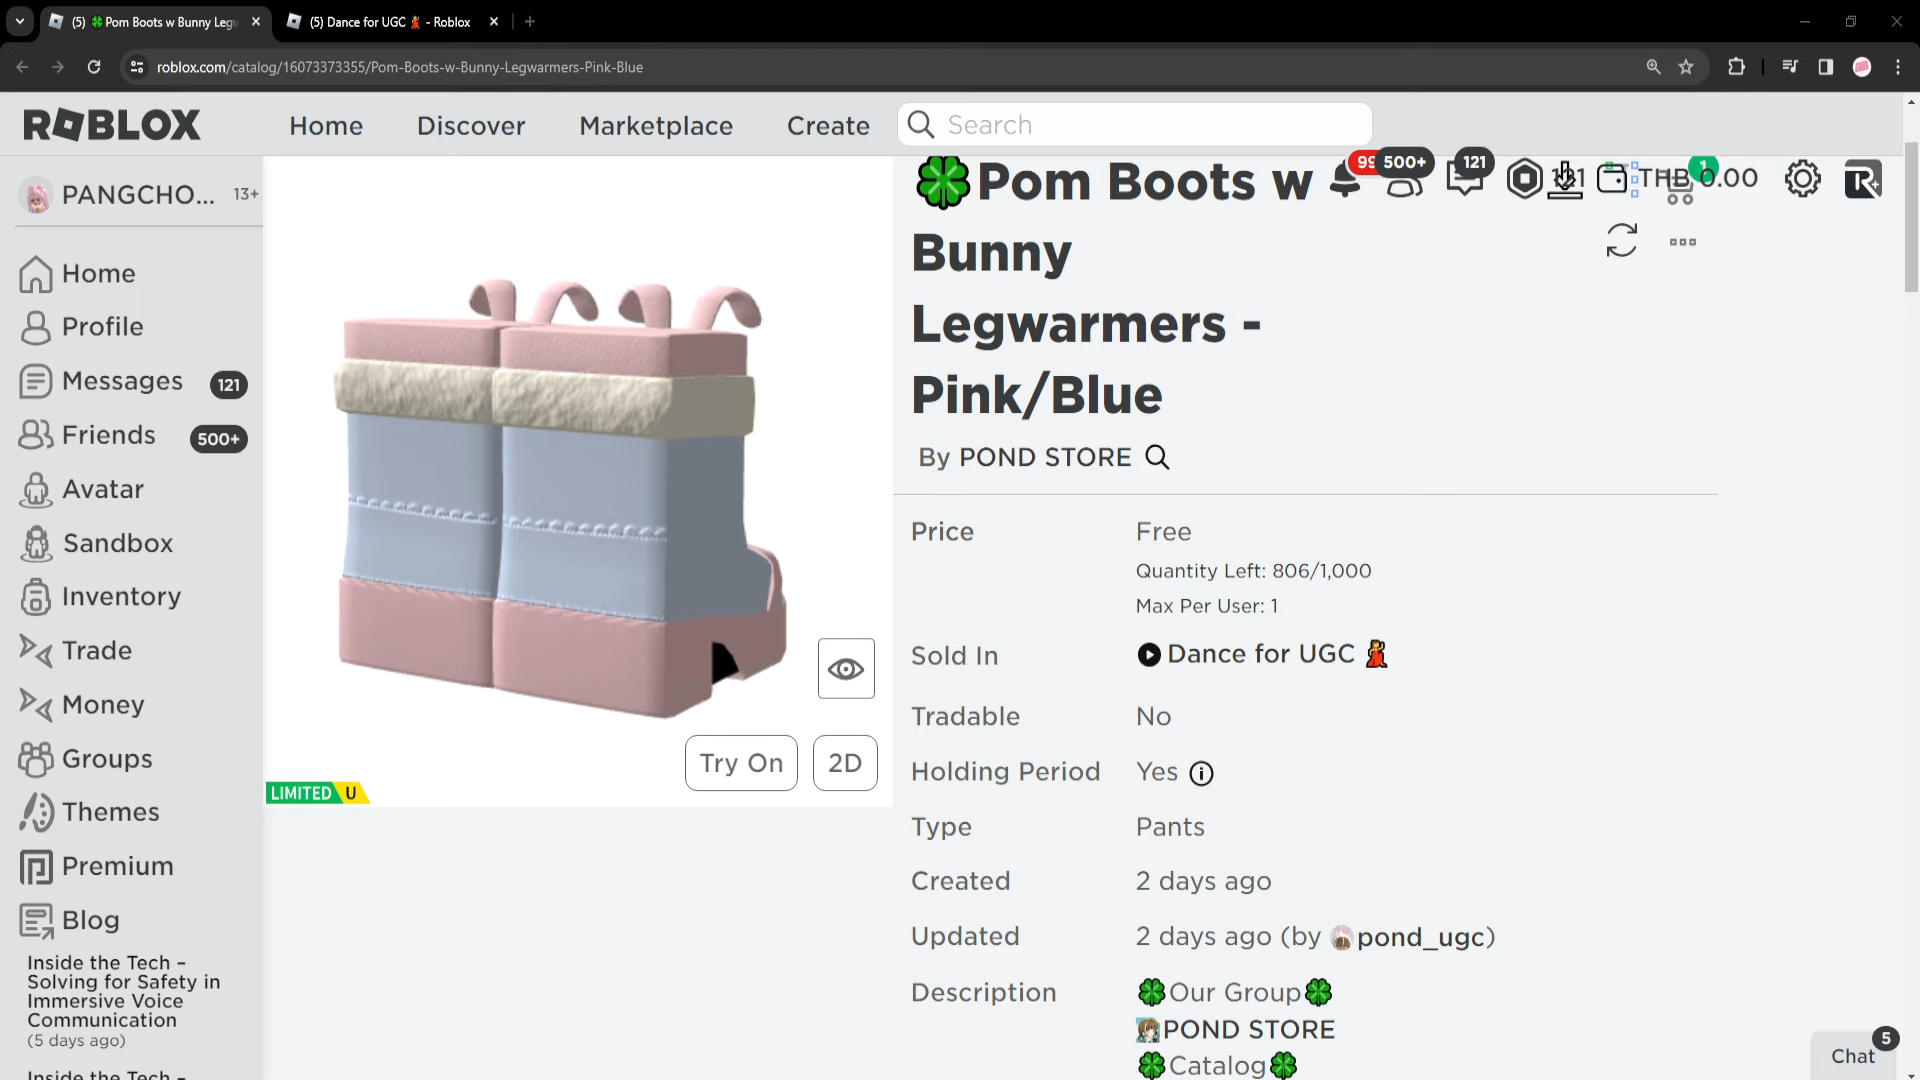 (5) 🍀Pom Boots w Bunny Leg
(5) Dance for UGC 💃 - Roblox
roblox.com/catalog/16073373355/Pom-Boots-w-Bunny-Legwarmers-Pink-Blue
ROBLOX
Home
Discover
Marketplace
Create
Search
99
500+
121
1
THB 0.00
PANGCHO...
13+
Home
Profile
Messages
121
Friends
500+
Avatar
Sandbox
Inventory
Trade
Money
Groups
Themes
Premium
Blog
Inside the Tech –
Solving for Safety in
Immersive Voice
Communication
(5 days ago)
Inside the Tech –
Try On
2D
LIMITED U
🍀Pom Boots w
Bunny
Legwarmers -
Pink/Blue
By POND STORE
Price
Free
Quantity Left: 806/1,000
Max Per User: 1
Sold In
Dance for UGC 💃
Tradable
No
Holding Period
Yes
Type
Pants
Created
2 days ago
Updated
2 days ago (by pond_ugc)
Description
🍀Our Group🍀
POND STORE
🍀Catalog🍀
Chat
5